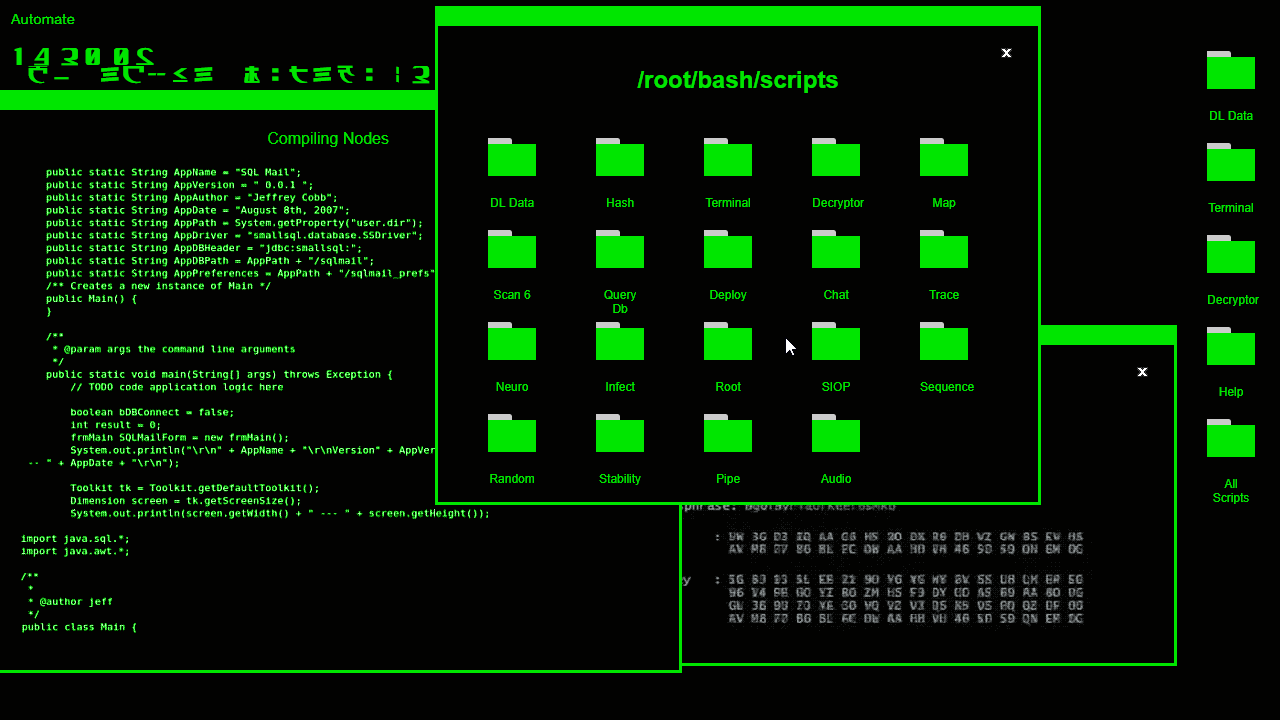 Automate
x
/root/bash/scripts
DL Data
Hash
Terminal
Decryptor
Map
Scan 6
Query
Db
Deploy
Chat
Trace
Neuro
Infect
Root
SIOP
Sequence
Random
Stability
Pipe
Audio
Compiling Nodes
public static String AppName = "SQL Mail";
public static String AppVersion = " 0.0.1 ";
public static String AppAuthor = "Jeffrey Cobb";
public static String AppDate = "August 8th, 2007";
public static String AppPath = System.getProperty("user.dir");
public static String AppDriver = "smallsql.database.SSDriver";
public static String AppDBHeader = "jdbc:smallsql:";
public static String AppDBPath = AppPath + "/sqlmail";
public static String AppPreferences = AppPath + "/sqlmail_prefs"
/** Creates a new instance of Main */
public Main() {
}
/**
* @param args the command line arguments
*/
public static void main(String[] args) throws Exception {
// TODO code application logic here
boolean bDBConnect = false;
int result = 0;
frmMain SQLMailForm = new frmMain();
System.out.println("\r\n" + AppName + "\r\nVersion" + AppVer
-- " + AppDate + "\r\n");
Toolkit tk = Toolkit.getDefaultToolkit();
Dimension screen = tk.getScreenSize();
System.out.println(screen.getWidth() + " --- " + screen.getHeight());
import java.sql.*;
import java.awt.*;
/**
*
* @author jeff
*/
public class Main {
x
DL Data
Terminal
Decryptor
Help
All
Scripts